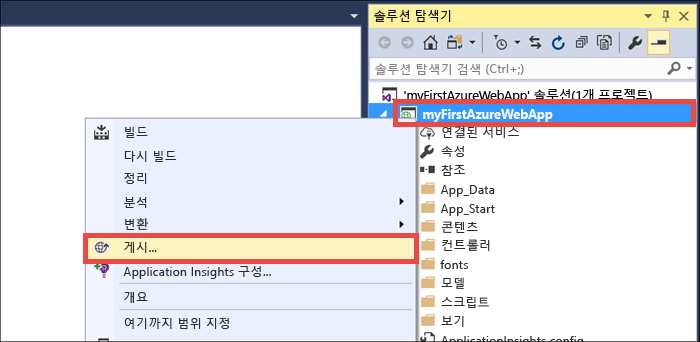 솔루션 탐색기
솔루션 탐색기 검색 (Ctrl+;)
'myFirstAzureWebApp' 솔루션(1개 프로젝트)
myFirstAzureWebApp
연결된 서비스
속성
참조
App_Data
App_Start
콘텐츠
컨트롤러
fonts
모델
스크립트
보기
ApplicationInsights.config
빌드
다시 빌드
정리
분석
변환
게시...
Application Insights 구성...
개요
여기까지 범위 지정